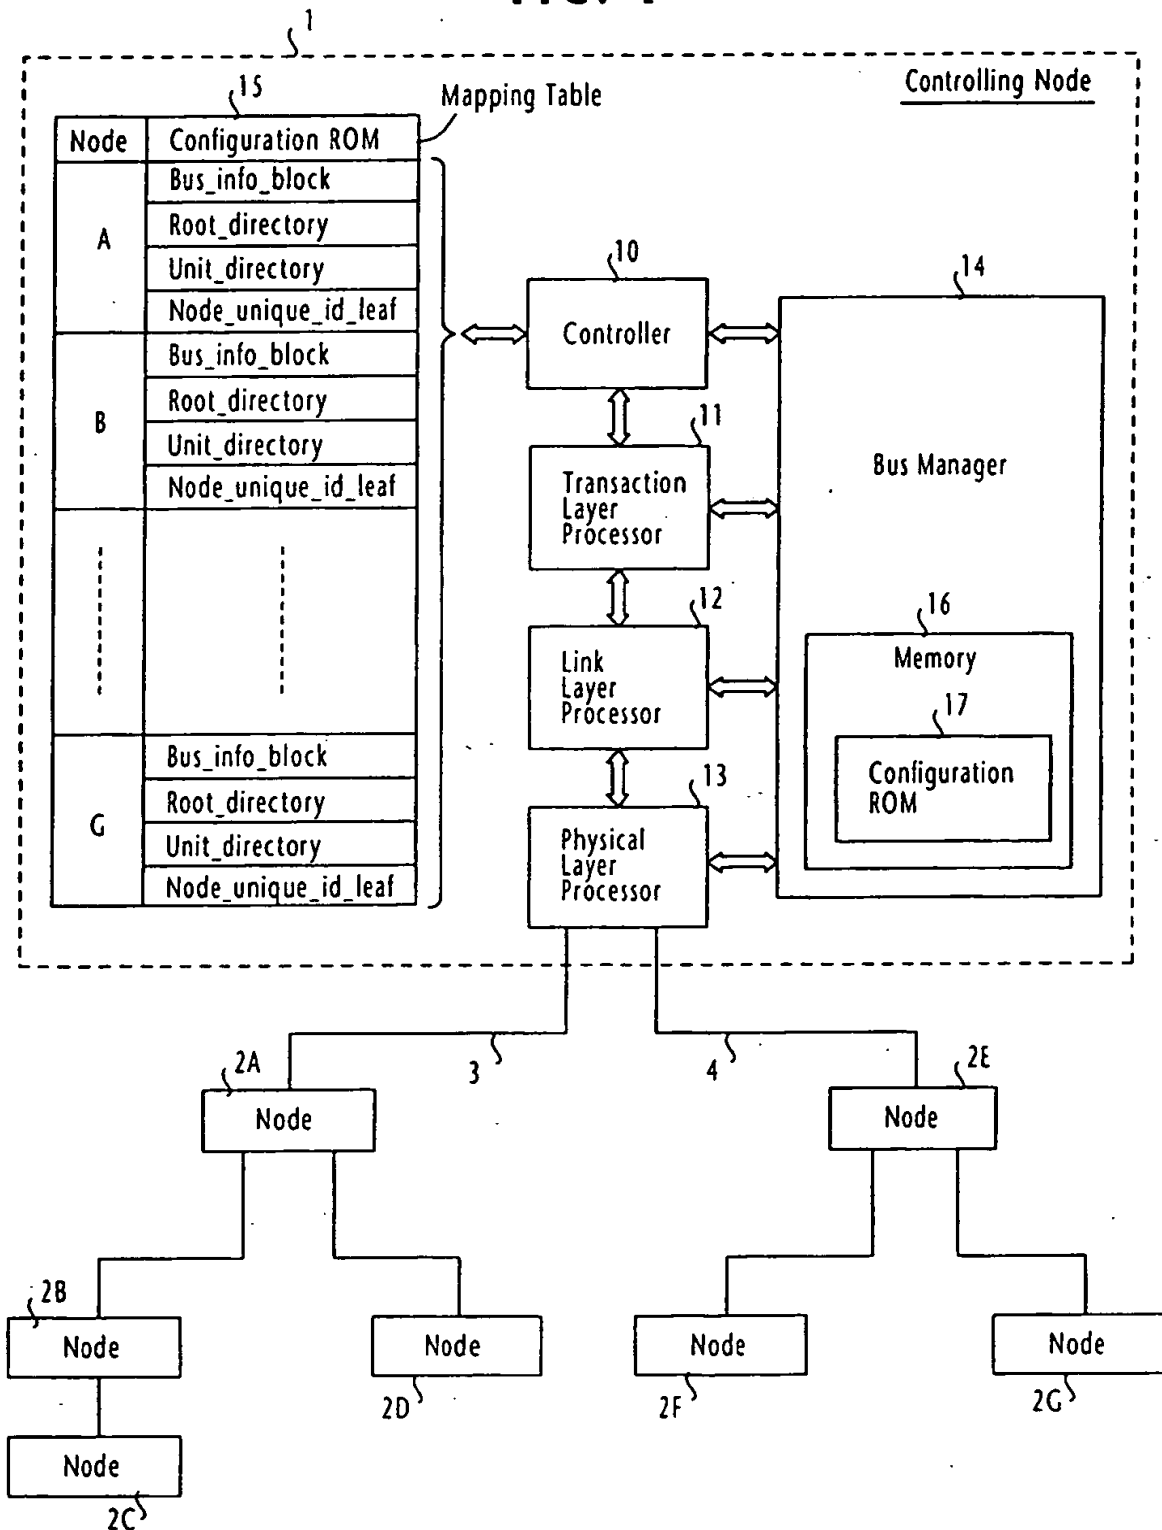 1
Controlling Node
15
Mapping Table
Node
Configuration ROM
A
Bus_info_block
Root_directory
Unit_directory
Node_unique_id_leaf
B
Bus_info_block
Root_directory
Unit_directory
Node_unique_id_leaf
G
Bus_info_block
Root_directory
Unit_directory
Node_unique_id_leaf
10
Controller
11
Transaction
Layer
Processor
12
Link
Layer
Processor
13
Physical
Layer
Processor
14
Bus Manager
16
Memory
17
Configuration
ROM
3
4
2A
Node
2E
Node
2B
Node
Node
2D
Node
2F
Node
2G
Node
2C